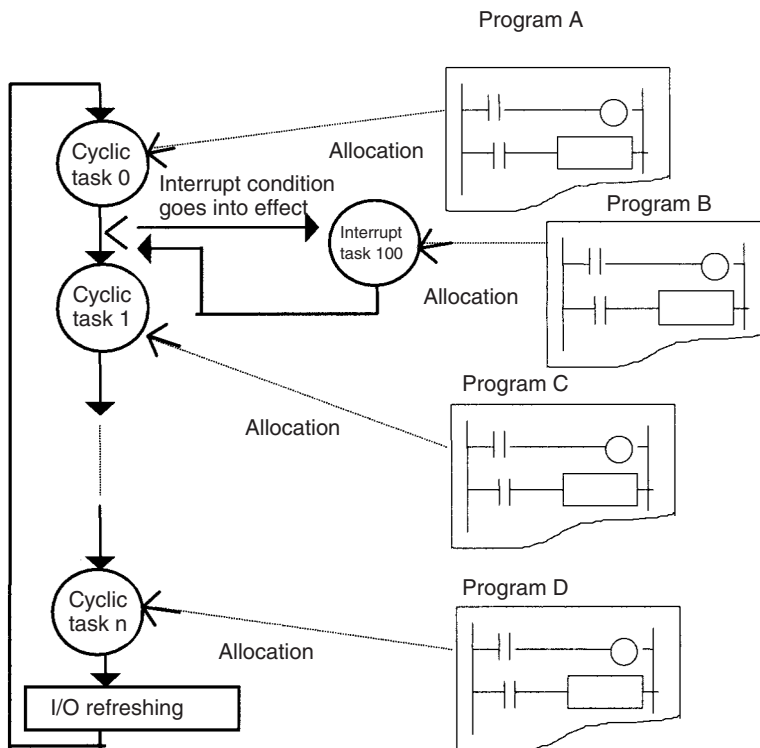 Program A
Cyclic
task 0
Allocation
Interrupt condition
goes into effect
Program B
Interrupt
task 100
Allocation
Cyclic
task 1
Program C
Allocation
Program D
Cyclic
task n
Allocation
I/O refreshing